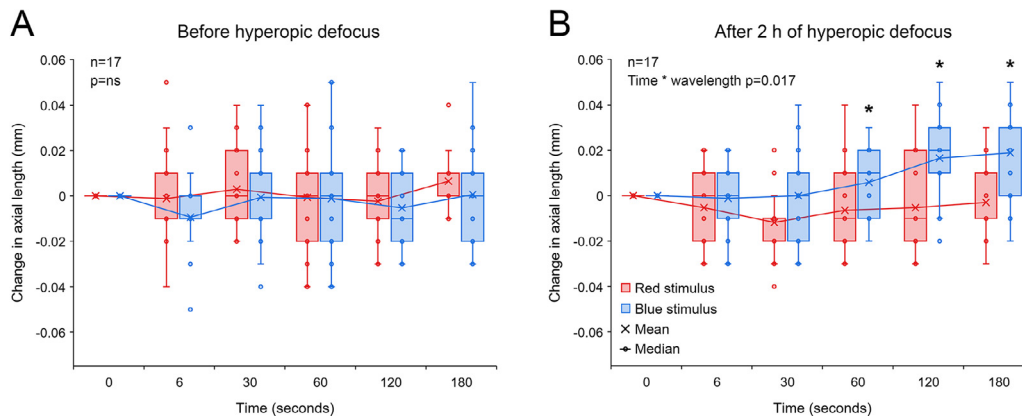 A
Before hyperopic defocus
n=17
p=ns
0.06
0.04
0.02
0
-0.02
-0.04
-0.06
Change in axial length (mm)
0 6 30 60 120 180
Time (seconds)
B
After 2 h of hyperopic defocus
n=17
Time * wavelength p=0.017
* * *
0.06
0.04
0.02
0
-0.02
-0.04
-0.06
Change in axial length (mm)
Red stimulus
Blue stimulus
Mean
Median
0 6 30 60 120 180
Time (seconds)